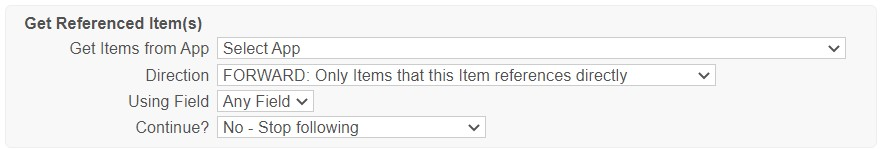 Get Referenced Item(s)
Get Items from App Select App
Direction FORWARD: Only Items that this Item references directly
Using Field Any Field
Continue? No - Stop following